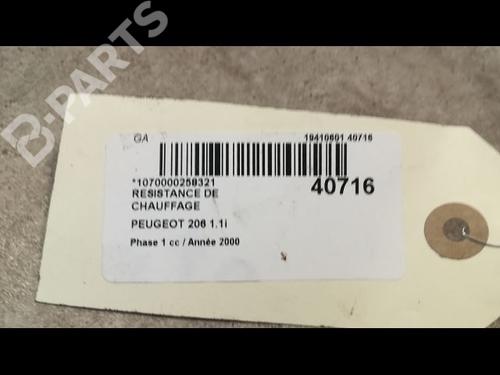 B-PARTS
GA
19410601 40716
*1070000258321
40716
RESISTANCE DE
CHAUFFAGE
PEUGEOT 206 1.1i
Phase 1 cc / Année 2000